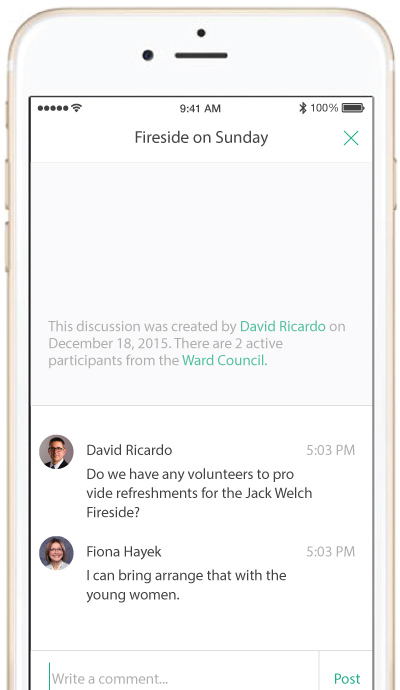 9:41 AM 100%
Fireside on Sunday
This discussion was created by David Ricardo on
December 18, 2015. There are 2 active
participants from the Ward Council.
David Ricardo 5:03 PM
Do we have any volunteers to pro
vide refreshments for the Jack Welch
Fireside?
Fiona Hayek 5:03 PM
I can bring arrange that with the
young women.
Write a comment... Post